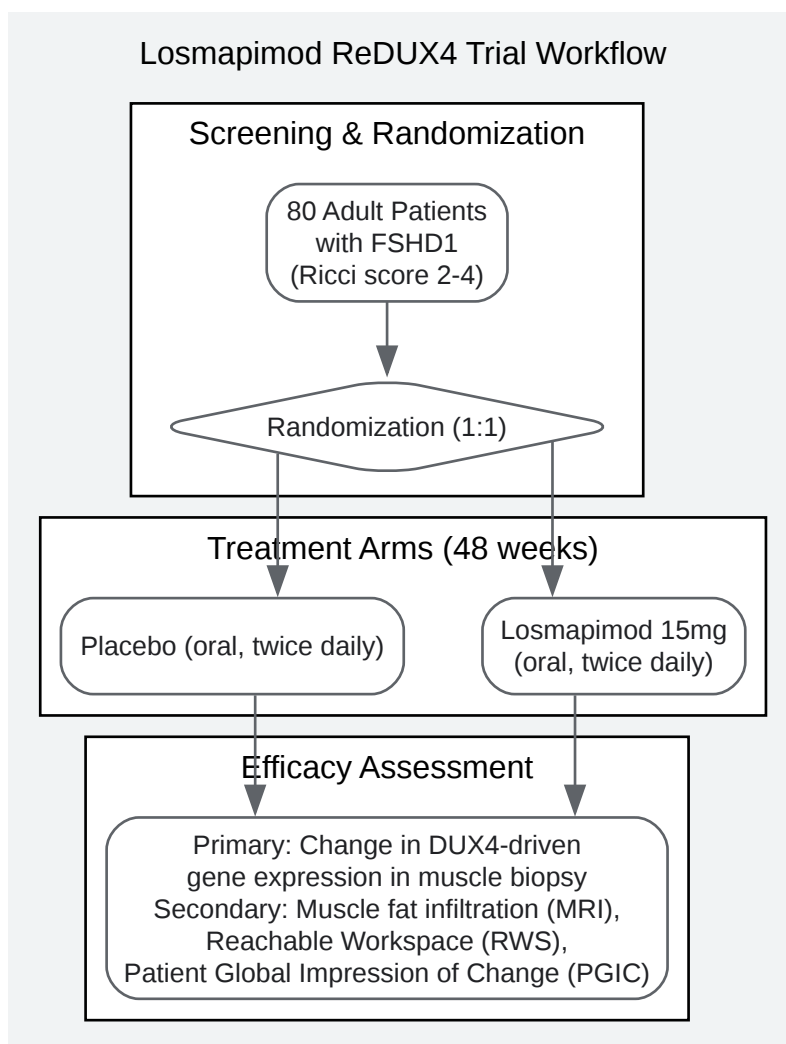 Losmapimod ReDUX4 Trial Workflow
Screening & Randomization
80 Adult Patients
with FSHD1
(Ricci score 2-4)
Randomization (1:1)
Treatment Arms (48 weeks)
Placebo (oral, twice daily)
Losmapimod 15mg
(oral, twice daily)
Efficacy Assessment
Primary: Change in DUX4-driven
gene expression in muscle biopsy
Secondary: Muscle fat infiltration (MRI),
Reachable Workspace (RWS),
Patient Global Impression of Change (PGIC)